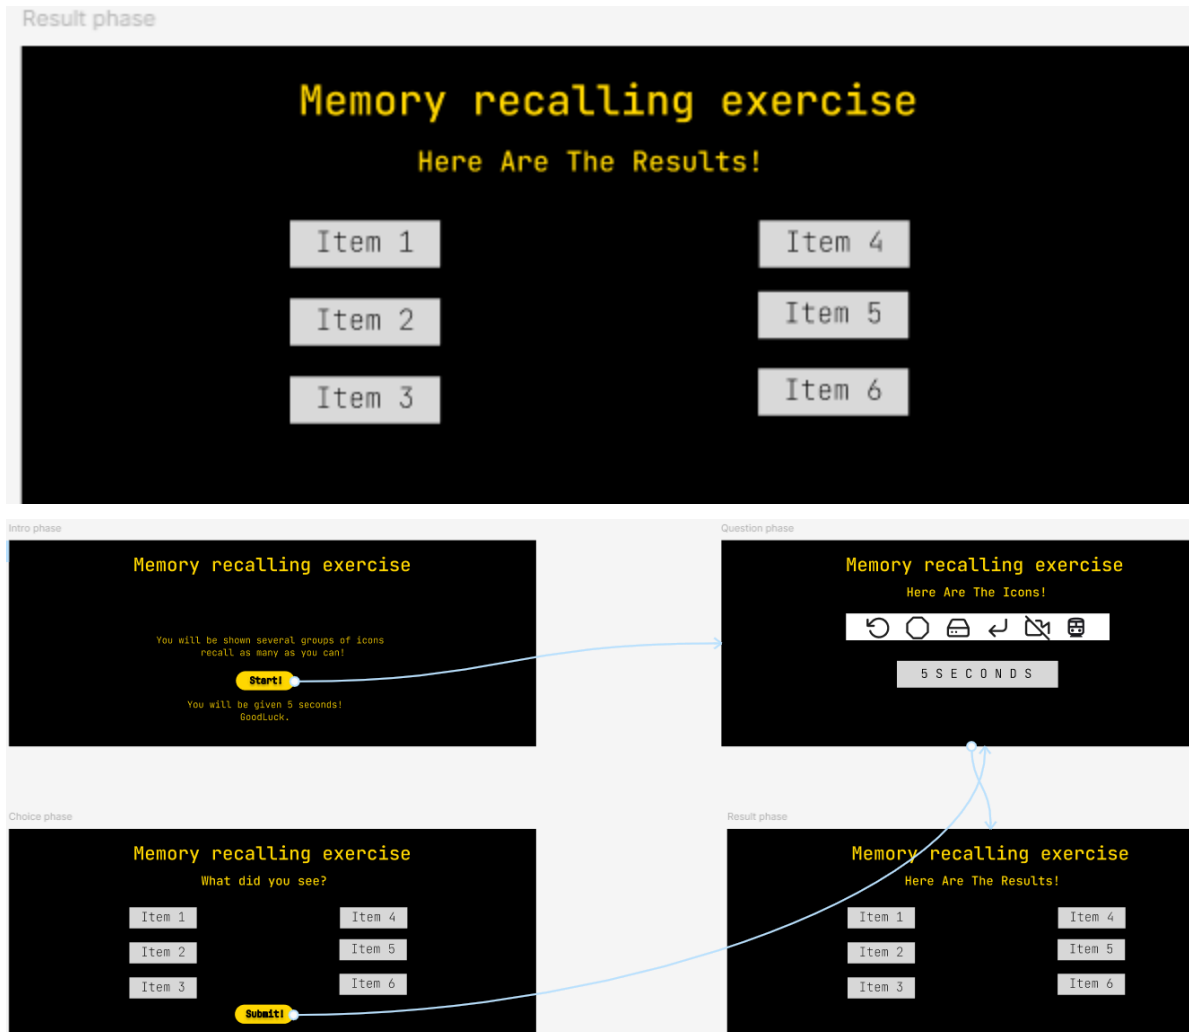 Result phase
Memory recalling exercise
Here Are The Results!
Item 1
Item 4
Item 2
Item 5
Item 3
Item 6
Intro phase
Memory recalling exercise
You will be shown several groups of icons
recall as many as you can!
Start!
You will be given 5 seconds!
GoodLuck.
Question phase
Memory recalling exercise
Here Are The Icons!
5 SECONDS
Choice phase
Memory recalling exercise
What did you see?
Item 1
Item 4
Item 2
Item 5
Item 3
Item 6
Submit!
Result phase
Memory recalling exercise
Here Are The Results!
Item 1
Item 4
Item 2
Item 5
Item 3
Item 6